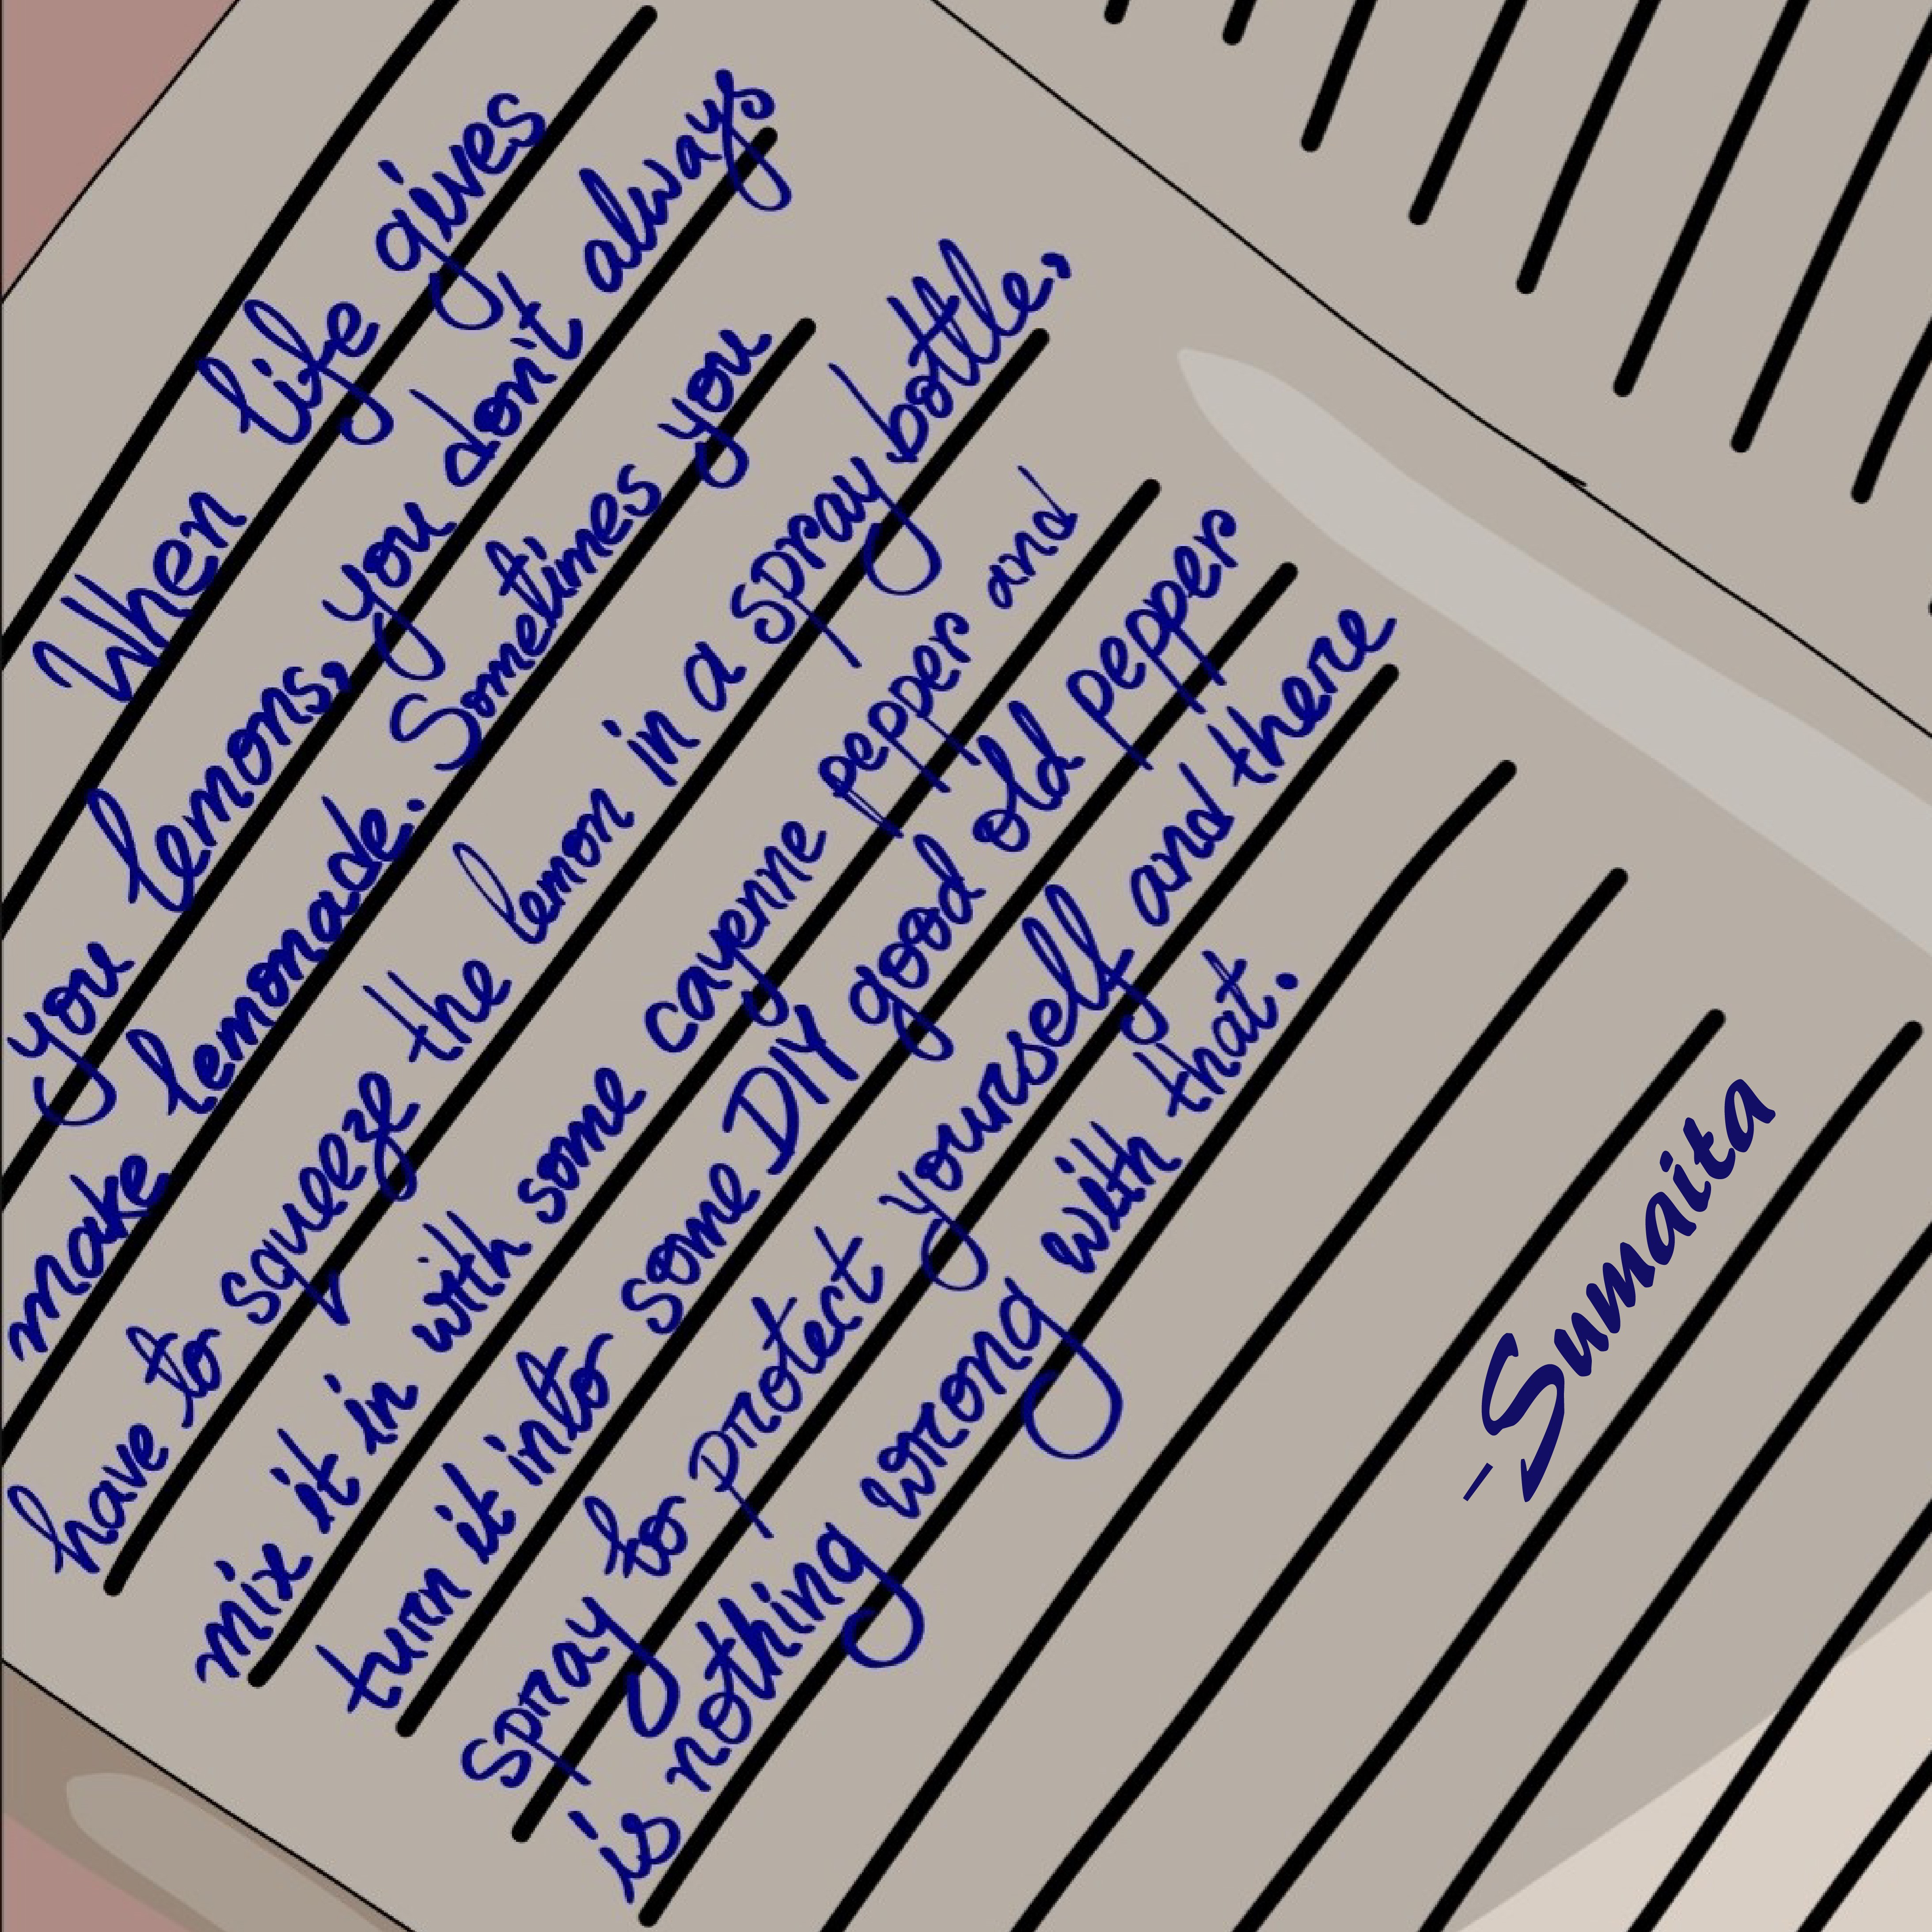 When life gives
you lemons, you don't always
make lemonade. Sometimes you
have to squeeze the lemon in a spray bottle,
mix it in with some cayenne pepper and
turn it into some DIY good old pepper
spray to protect yourself and there
is nothing wrong with that.
- Sumaita